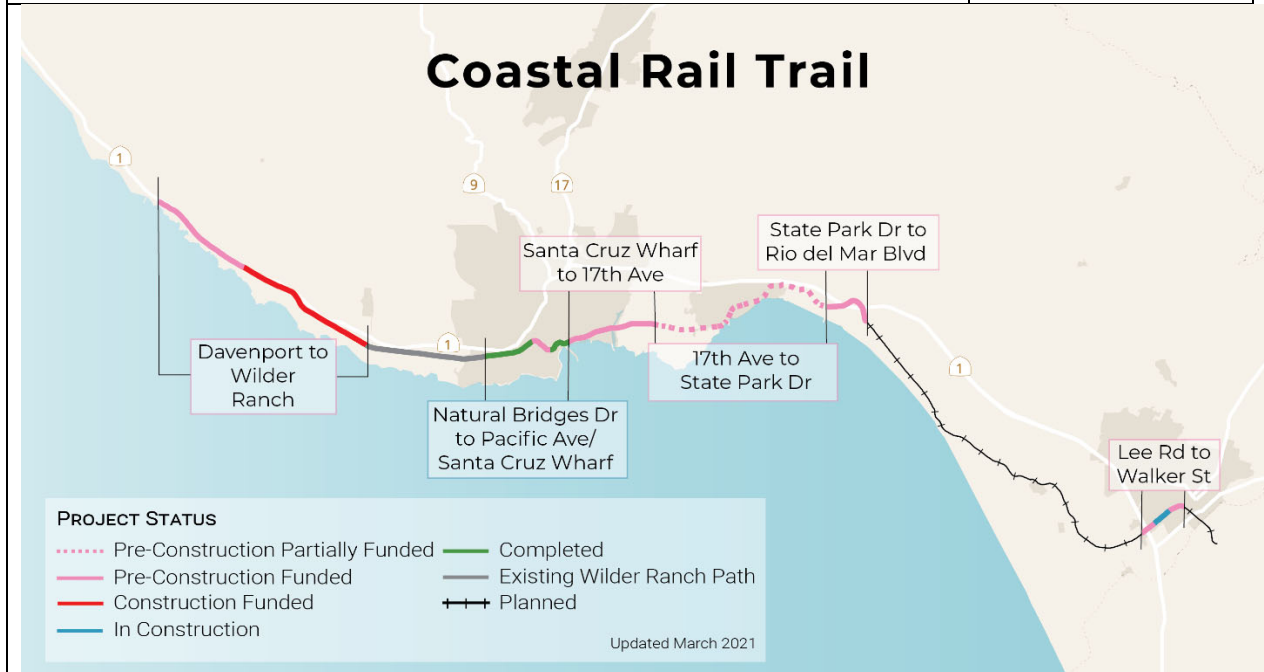 Coastal Rail Trail
1
9
17
Santa Cruz Wharf
to 17th Ave
State Park Dr to
Rio del Mar Blvd
Davenport to
Wilder
Ranch
1
17th Ave to
State Park Dr
1
Natural Bridges Dr
to Pacific Ave/
Santa Cruz Wharf
Lee Rd to
Walker St
PROJECT STATUS
Pre-Construction Partially Funded
Pre-Construction Funded
Construction Funded
In Construction
Completed
Existing Wilder Ranch Path
Planned
Updated March 2021